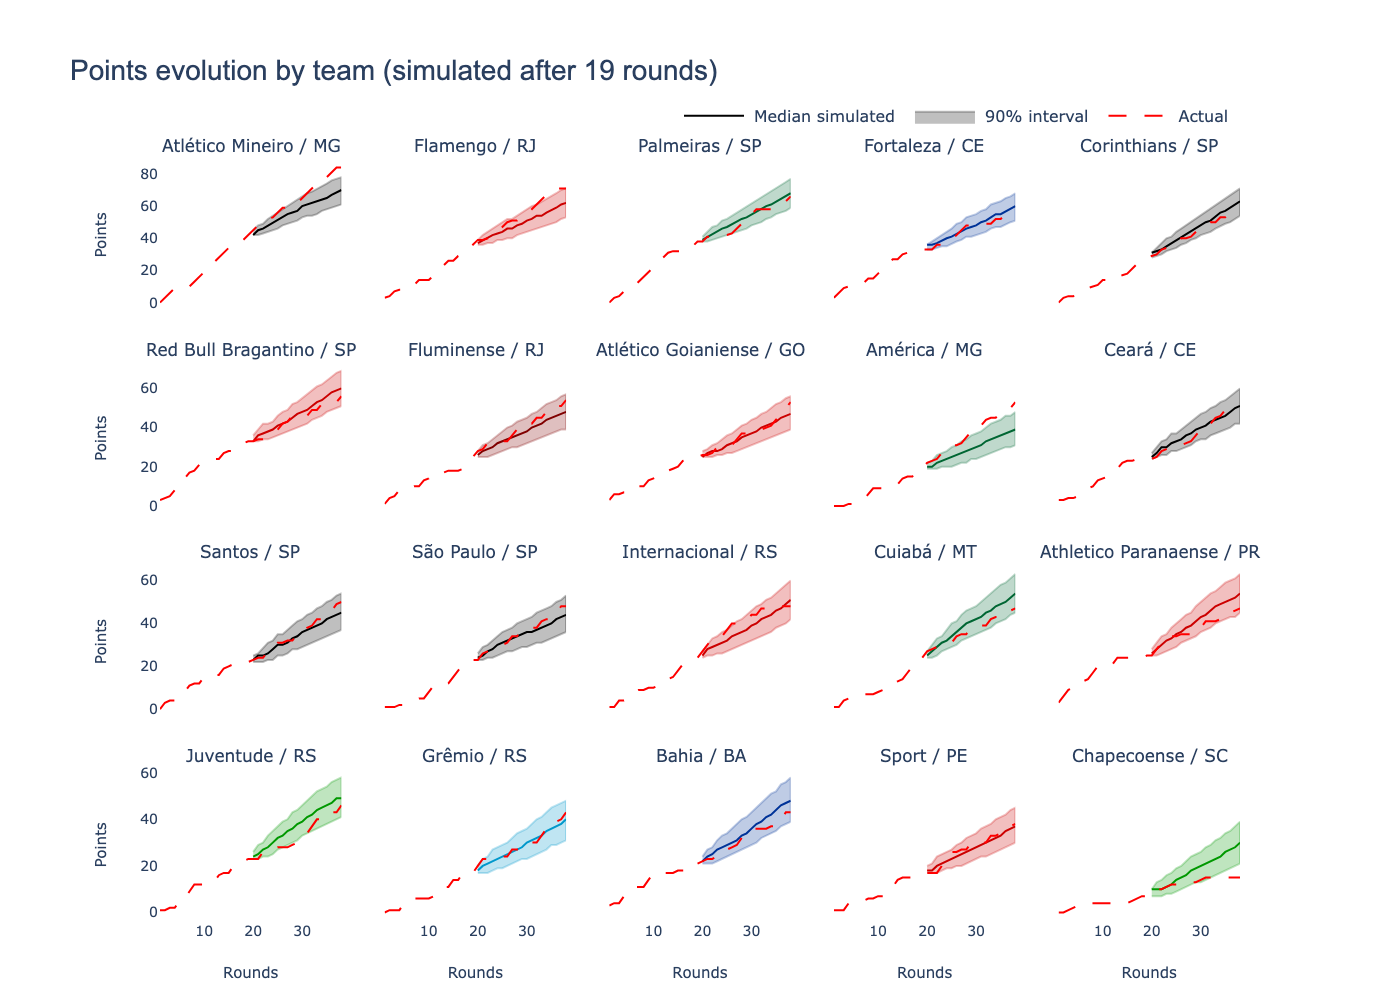 Points evolution by team (simulated after 19 rounds)
Median simulated 90% interval Actual
Atlético Mineiro / MG Flamengo / RJ Palmeiras / SP Fortaleza / CE Corinthians / SP
80
60
40
20
0
Points
Red Bull Bragantino / SP Fluminense / RJ Atlético Goianiense / GO América / MG Ceará / CE
60
40
20
0
Points
Santos / SP São Paulo / SP Internacional / RS Cuiabá / MT Athletico Paranaense / PR
60
40
20
0
Points
Juventude / RS Grêmio / RS Bahia / BA Sport / PE Chapecoense / SC
60
40
20
0
Points
10 20 30 10 20 30 10 20 30 10 20 30 10 20 30
Rounds Rounds Rounds Rounds Rounds